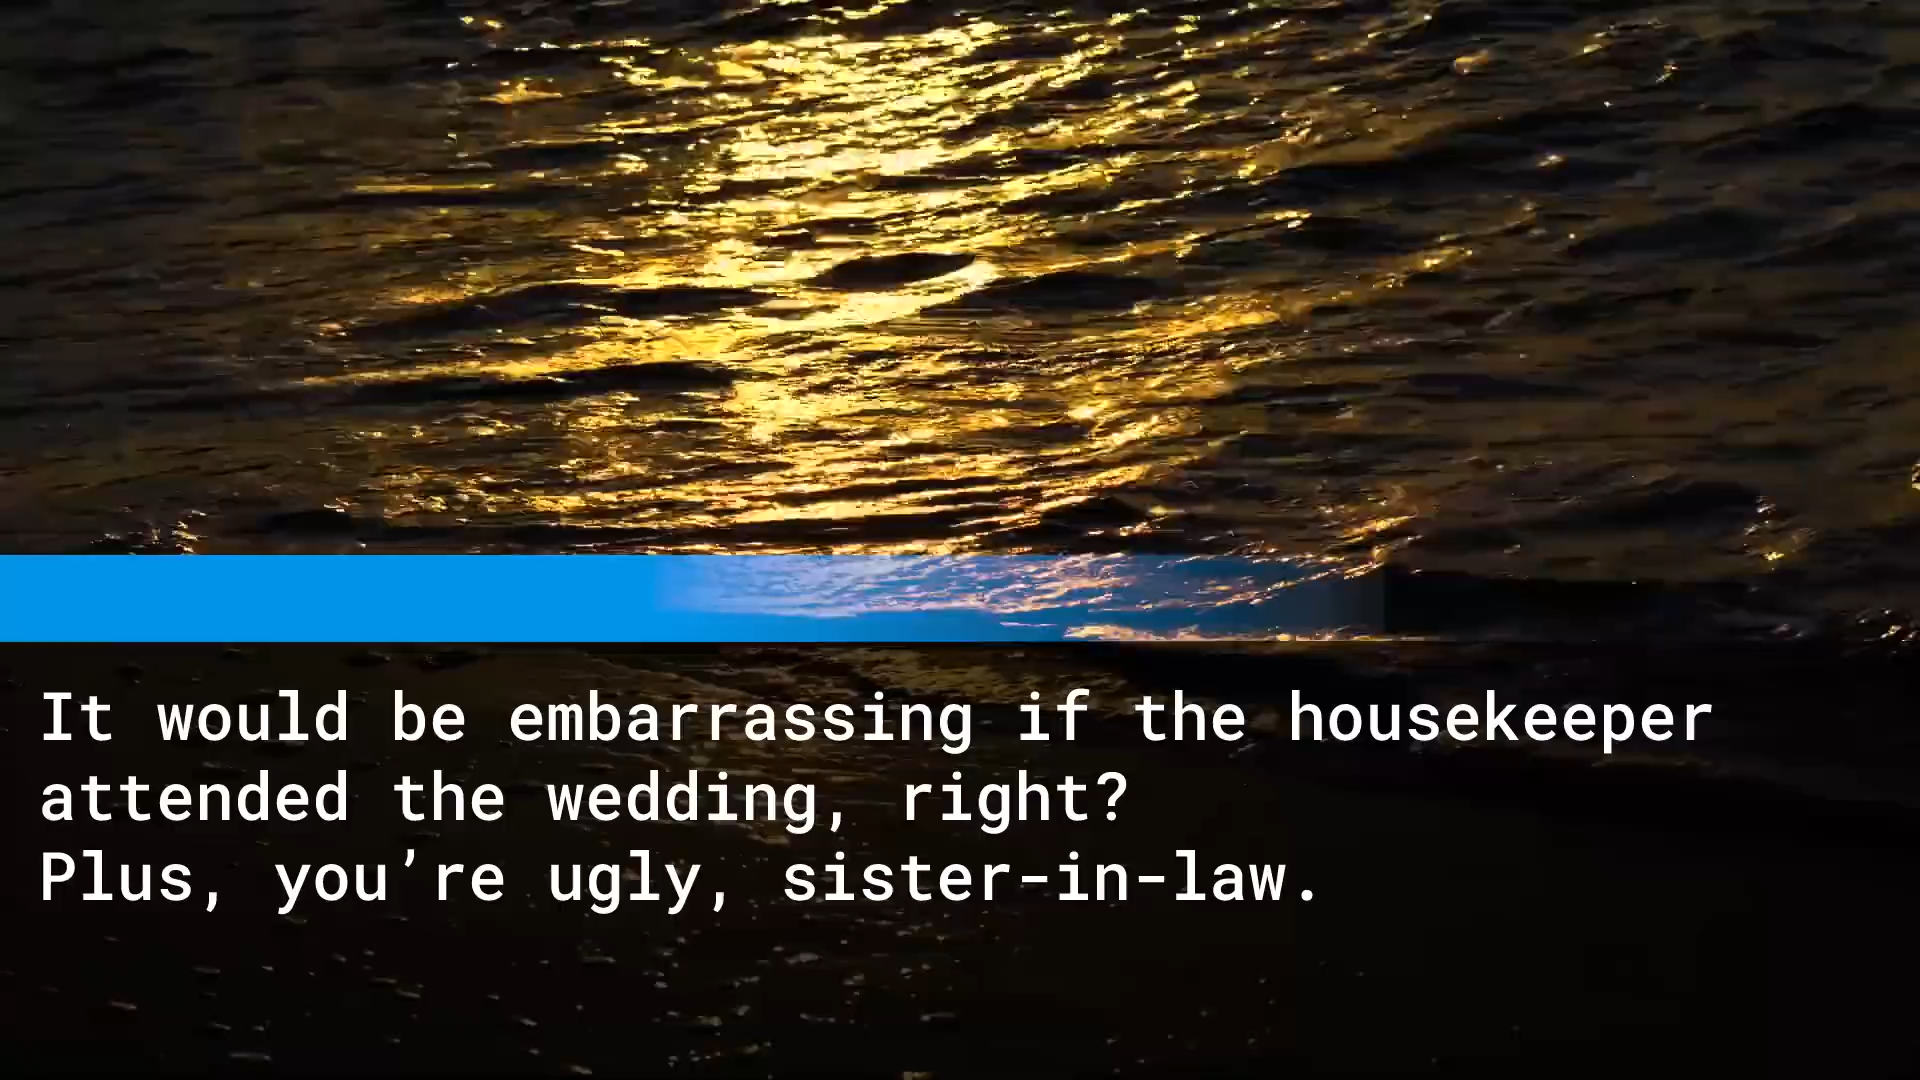 It would be embarrassing if the housekeeper
attended the wedding, right?
Plus, you’re ugly, sister-in-law.